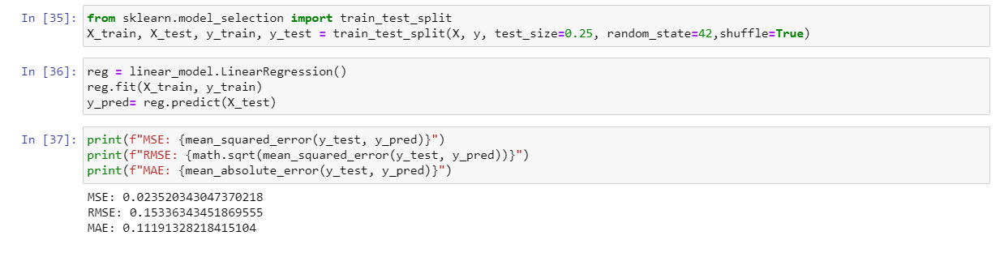 In [35]: from sklearn.model_selection import train_test_split
X_train, X_test, y_train, y_test = train_test_split(X, y, test_size=0.25, random_state=42,shuffle=True)
In [36]: reg = linear_model.LinearRegression()
reg.fit(X_train, y_train)
y_pred= reg.predict(X_test)
In [37]: print(f"MSE: {mean_squared_error(y_test, y_pred)}")
print(f"RMSE: {math.sqrt(mean_squared_error(y_test, y_pred))}")
print(f"MAE: {mean_absolute_error(y_test, y_pred)}")
MSE: 0.023520343047370218
RMSE: 0.15336343451869555
MAE: 0.11191328218415104